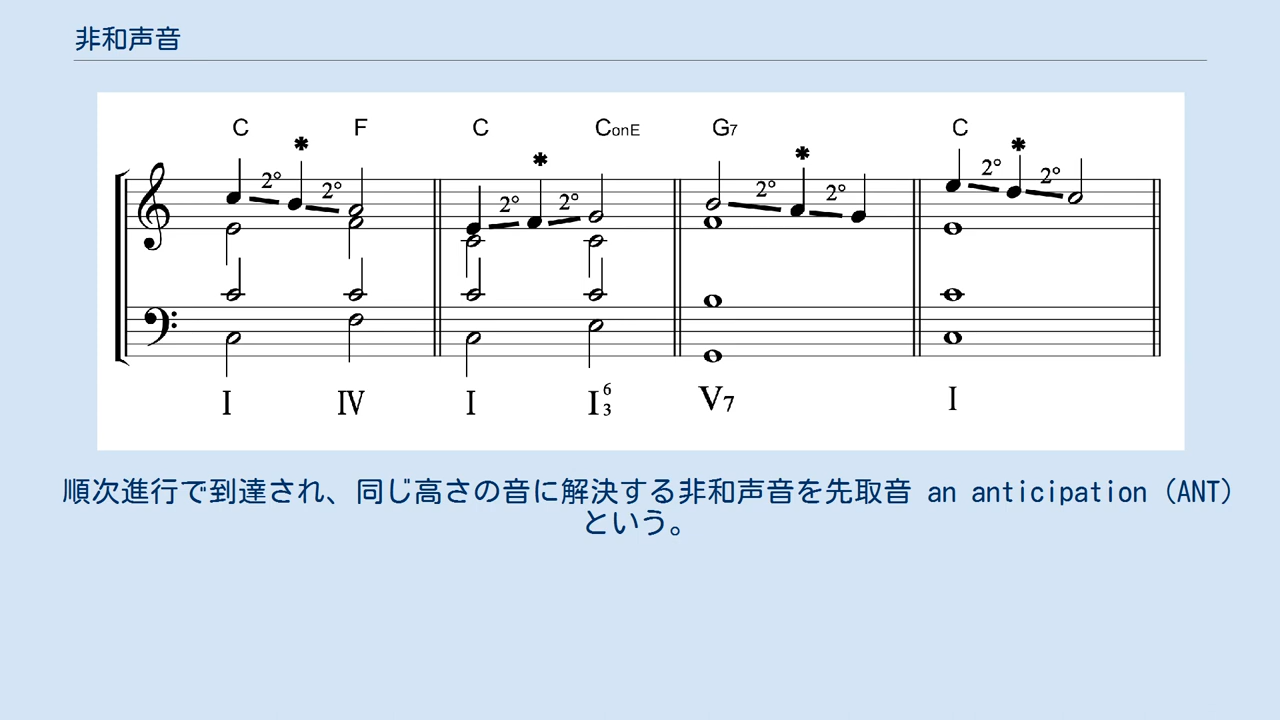 非和声音
C * F C * ConE G7 * C *
2° 2° 2° 2° 2° 2° 2° 2°
I IV I I 6 3 V7 I
順次進行で到達され、同じ高さの音に解決する非和声音を先取音 an anticipation（ANT）
という。